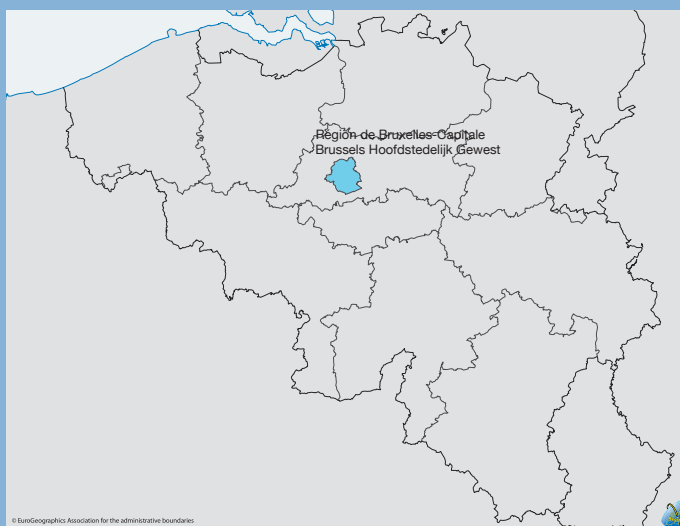 Région de Bruxelles-Capitale
Brussels Hoofdstedelijk Gewest
© EuroGeographics Association for the administrative boundaries